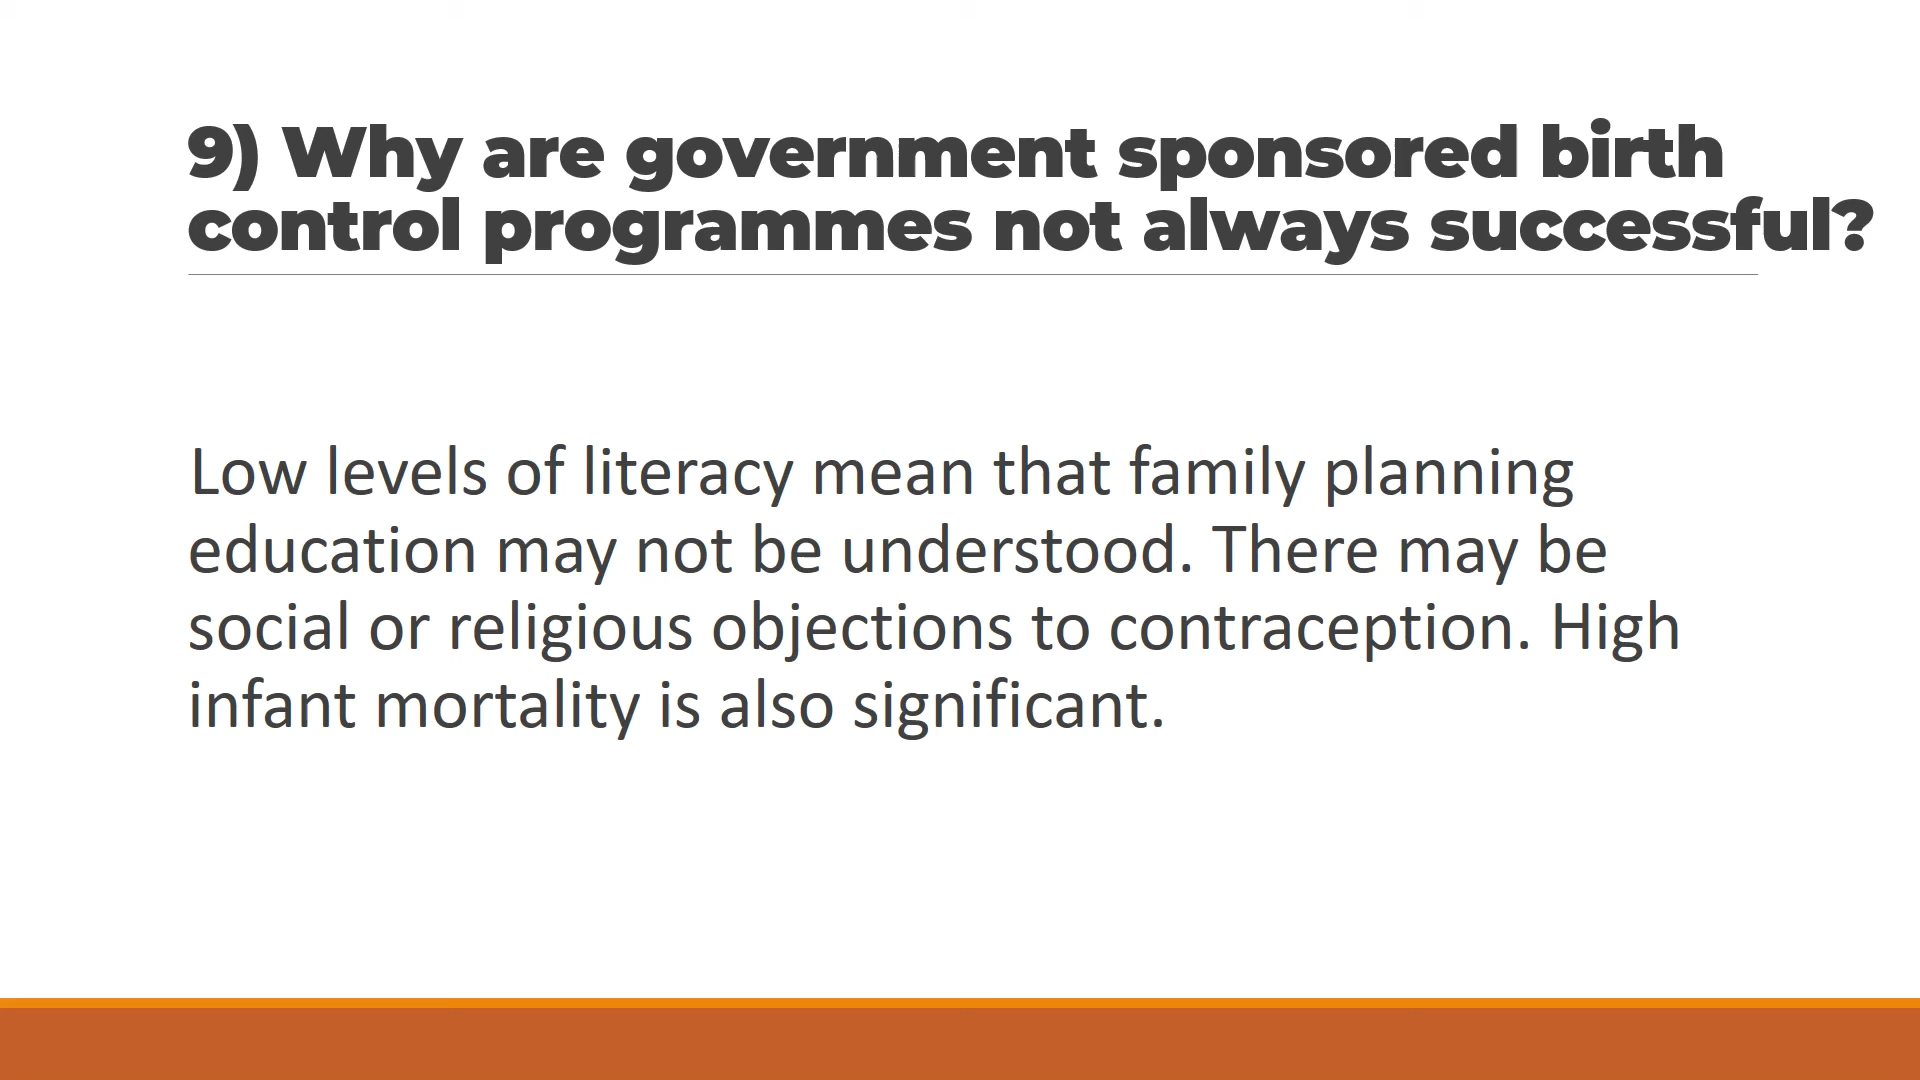 9) Why are government sponsored birth
control programmes not always successful?
Low levels of literacy mean that family planning
education may not be understood. There may be
social or religious objections to contraception. High
infant mortality is also significant.